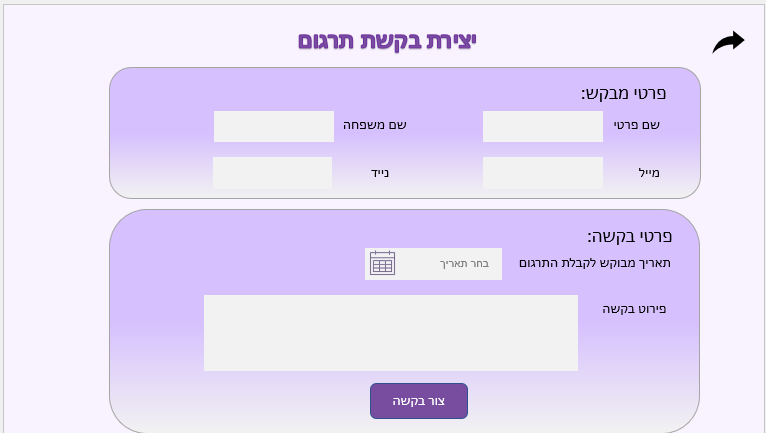 יצירת בקשת תרגום
פרטי מבקש:
שם פרטי
שם משפחה
מייל
נייד
פרטי בקשה:
תאריך מבוקש לקבלת התרגום
בחר תאריך
פירוט בקשה
צור בקשה